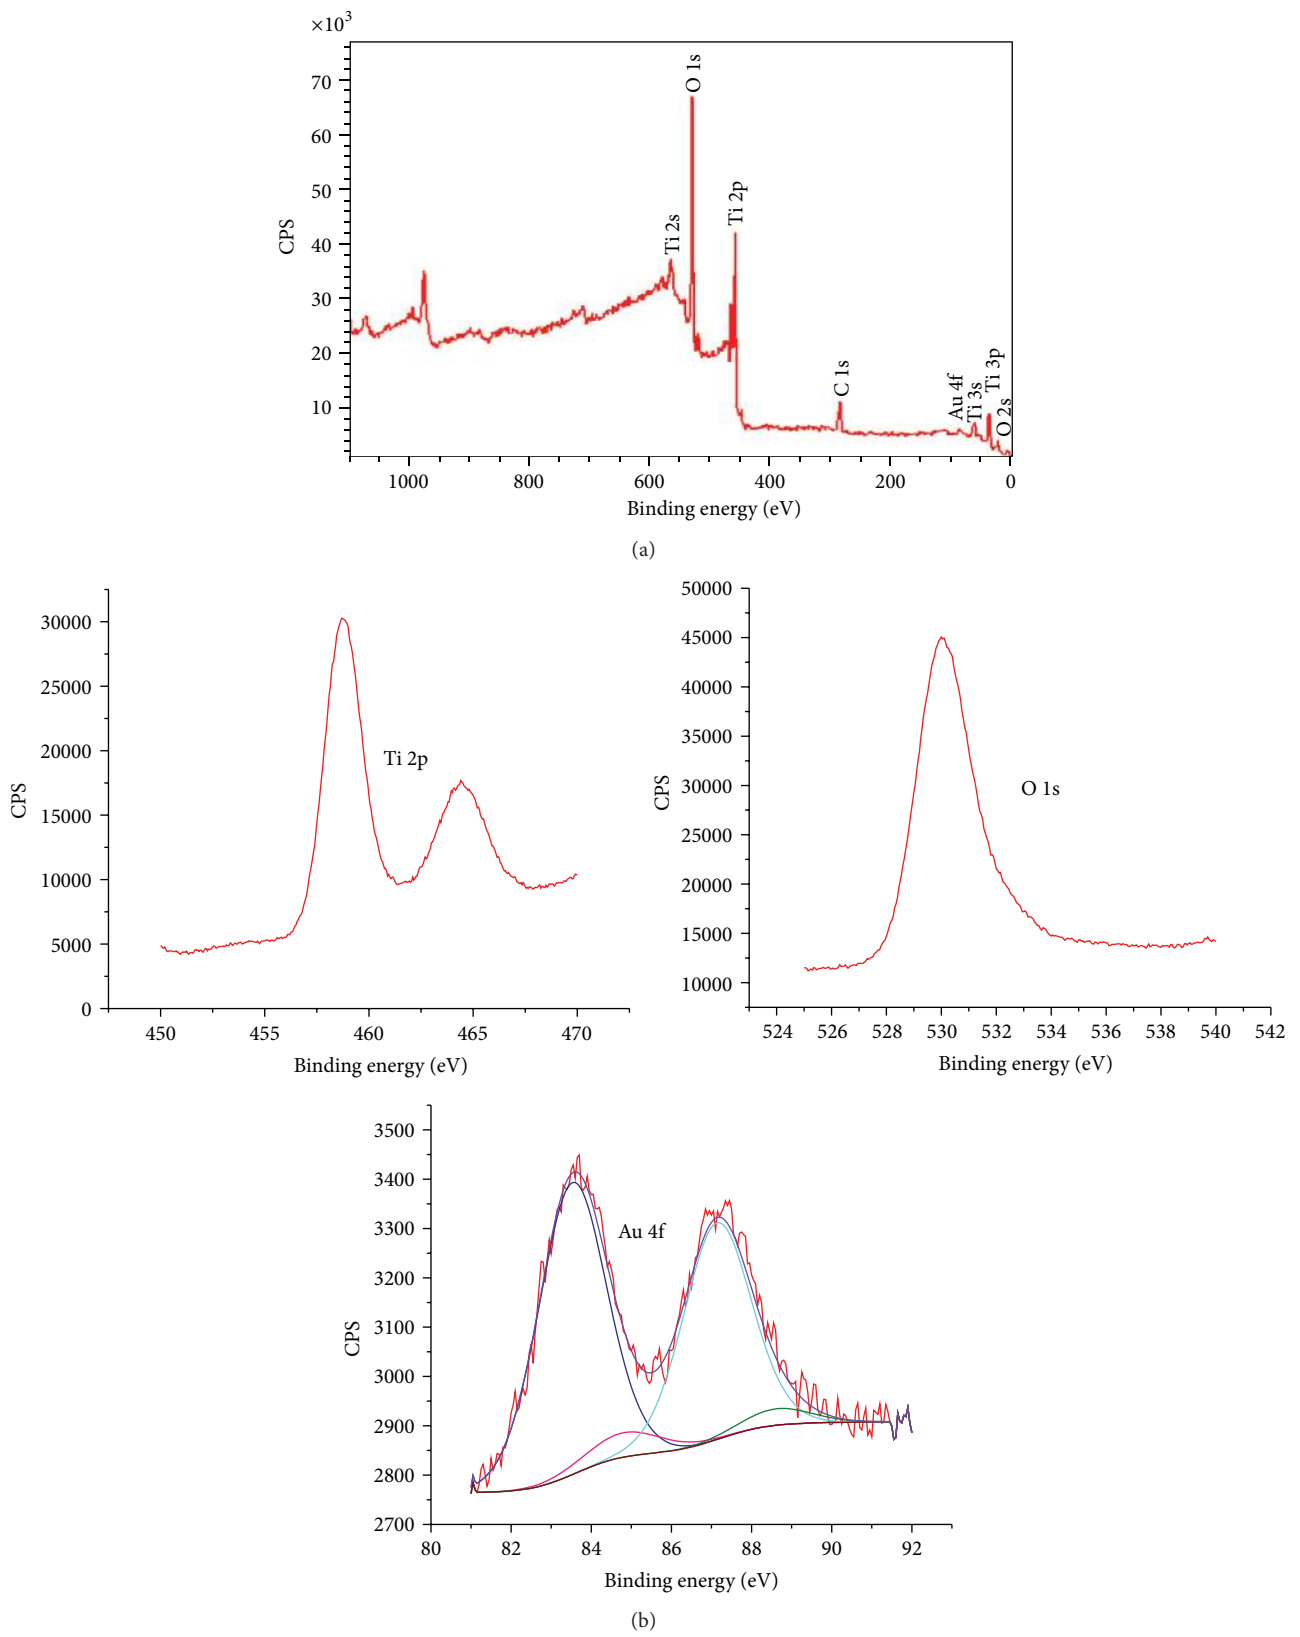 ×10³
70
60
50
40
30
20
10
CPS
Ti 2s
O 1s
Ti 2p
C 1s
Au 4f
Ti 3s
Ti 3p
O 2s
1000 800 600 400 200 0
Binding energy (eV)
(a)
30000
25000
20000
15000
10000
5000
0
CPS
Ti 2p
450 455 460 465 470
Binding energy (eV)
50000
45000
40000
35000
30000
25000
20000
15000
10000
CPS
O 1s
524 526 528 530 532 534 536 538 540 542
Binding energy (eV)
3500
3400
3300
3200
3100
3000
2900
2800
2700
CPS
Au 4f
80 82 84 86 88 90 92
Binding energy (eV)
(b)